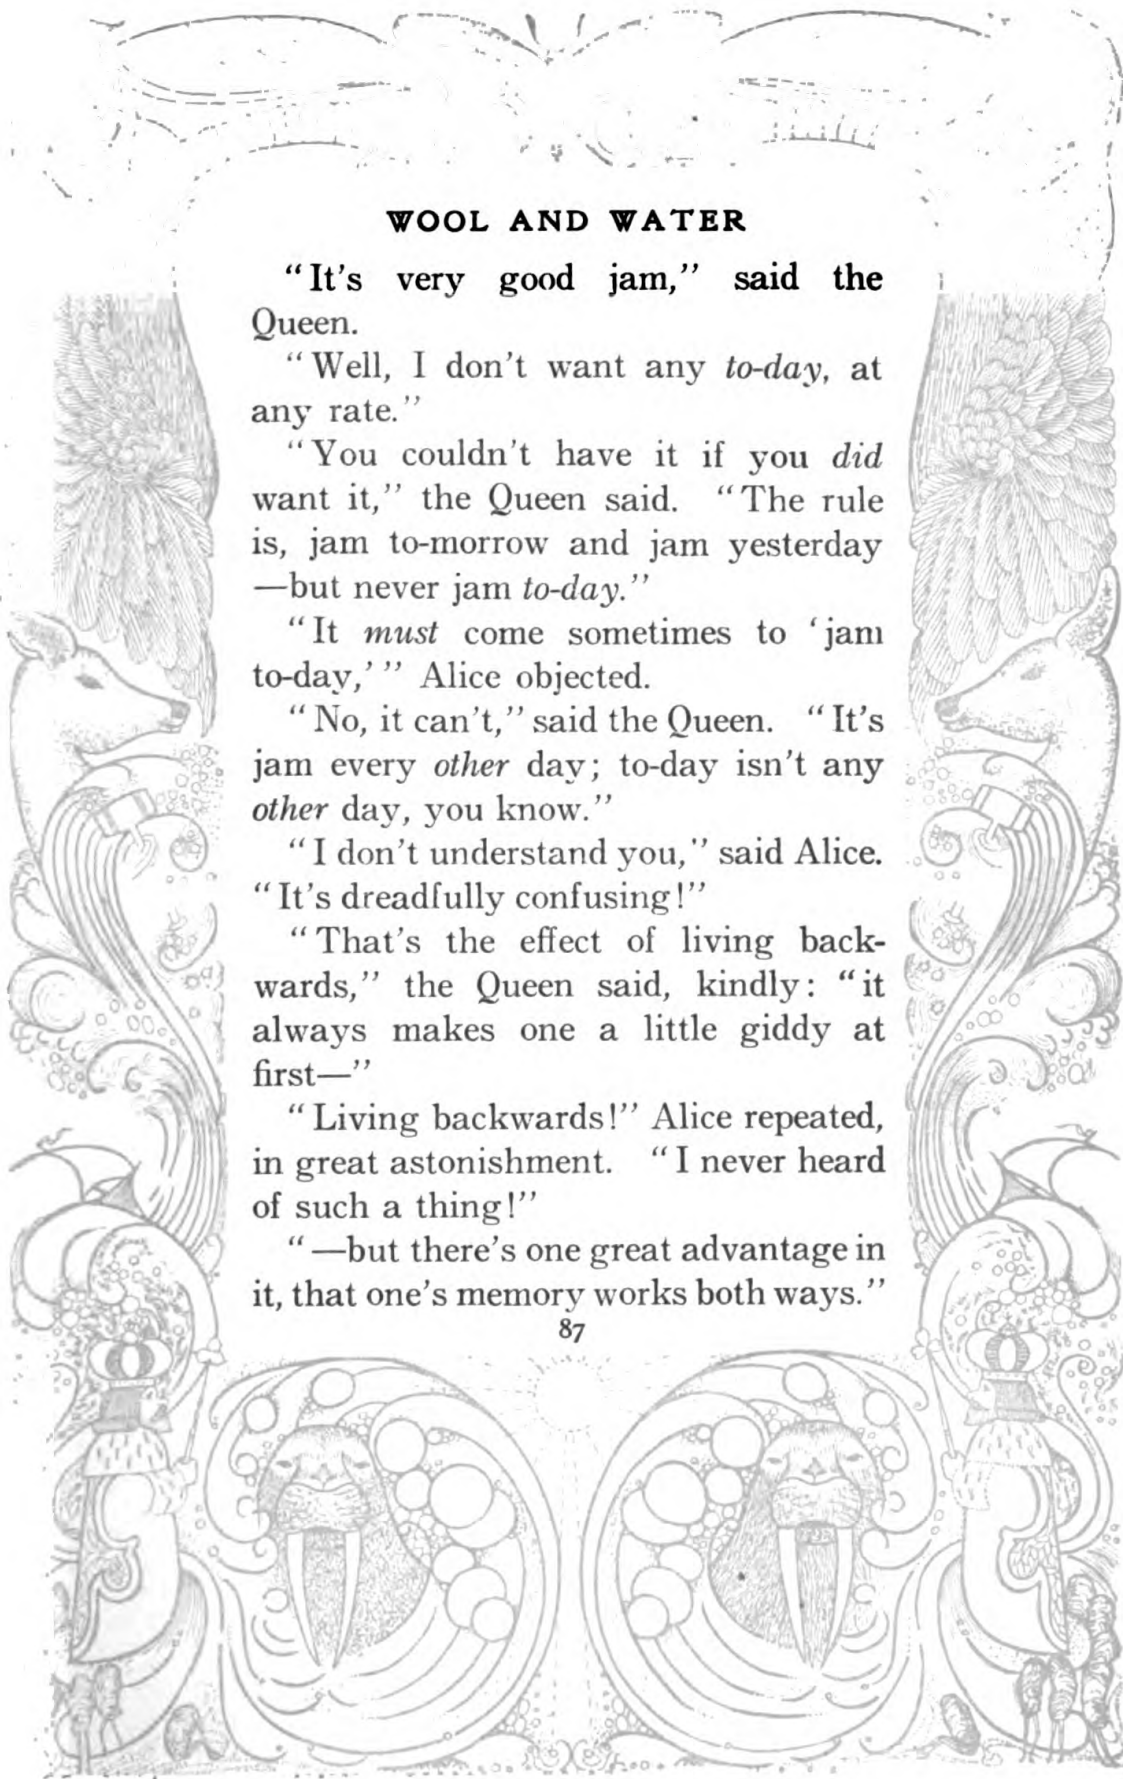 WOOL AND WATER
“It's very good jam,” said the
Queen.
“Well, I don't want any to-day, at
any rate.”
“You couldn't have it if you did
want it,” the Queen said. “The rule
is, jam to-morrow and jam yesterday
—but never jam to-day.”
“It must come sometimes to ‘jam
to-day,’” Alice objected.
“No, it can't,” said the Queen. “It's
jam every other day; to-day isn't any
other day, you know.”
“I don't understand you,” said Alice.
“It's dreadfully confusing!”
“That's the effect of living back-
wards,” the Queen said, kindly: “it
always makes one a little giddy at
first—”
“Living backwards!” Alice repeated,
in great astonishment. “I never heard
of such a thing!”
“—but there's one great advantage in
it, that one's memory works both ways.”
87